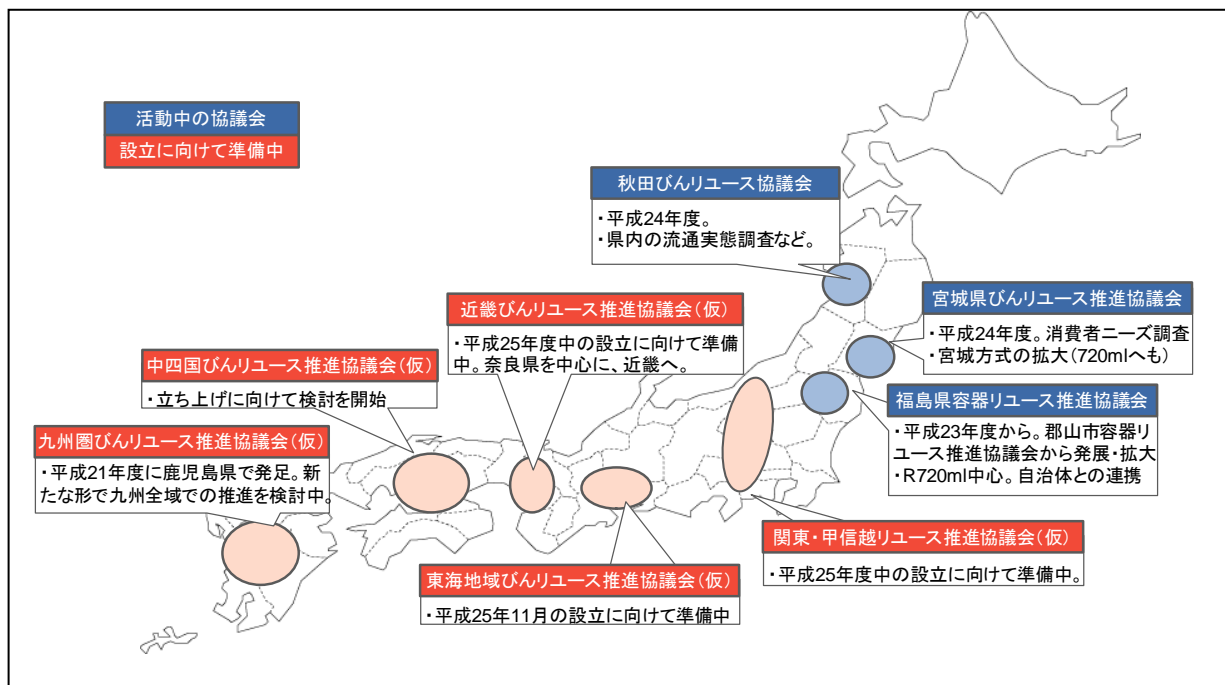 活動中の協議会
設立に向けて準備中
秋田びんリユース協議会
・平成24年度。
・県内の流通実態調査など。
宮城県びんリユース推進協議会
・平成24年度。消費者ニーズ調査
・宮城方式の拡大(720mlへも)
近畿びんリユース推進協議会(仮)
・平成25年度中の設立に向けて準備
中。奈良県を中心に、近畿へ。
中四国びんリユース推進協議会(仮)
・立ち上げに向けて検討を開始
福島県容器リユース推進協議会
・平成23年度から。郡山市容器リ
ユース推進協議会から発展・拡大
・R720ml中心。自治体との連携
九州圏びんリユース推進協議会(仮)
・平成21年度に鹿児島県で発足。新
たな形で九州全域での推進を検討中。
関東・甲信越リユース推進協議会(仮)
・平成25年度中の設立に向けて準備中。
東海地域びんリユース推進協議会(仮)
・平成25年11月の設立に向けて準備中